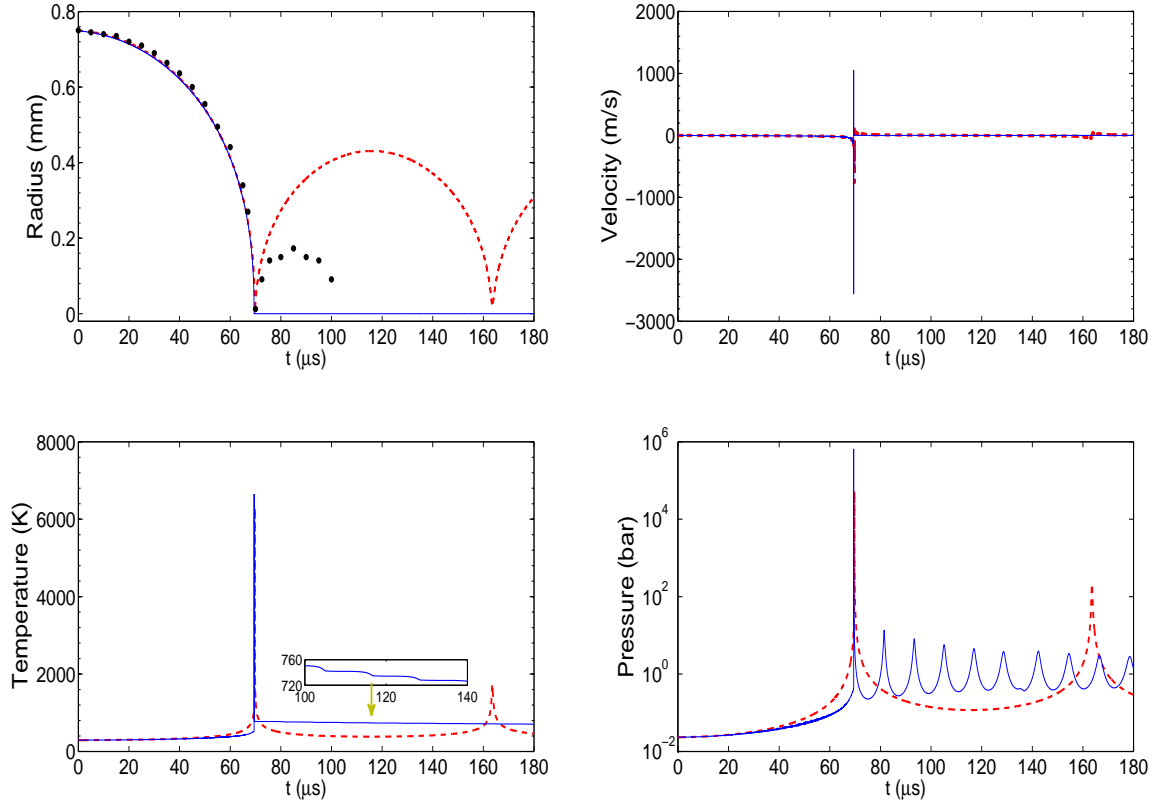 0.8
0.6
0.4
0.2
0
Radius (mm)
0 20 40 60 80 100 120 140 160 180
t (μs)
2000
1000
0
−1000
−2000
−3000
Velocity (m/s)
0 20 40 60 80 100 120 140 160 180
t (μs)
8000
6000
4000
2000
0
Temperature (K)
760
720
100 120 140
0 20 40 60 80 100 120 140 160 180
t (μs)
10^6
10^4
10^2
10^0
10^−2
Pressure (bar)
0 20 40 60 80 100 120 140 160 180
t (μs)